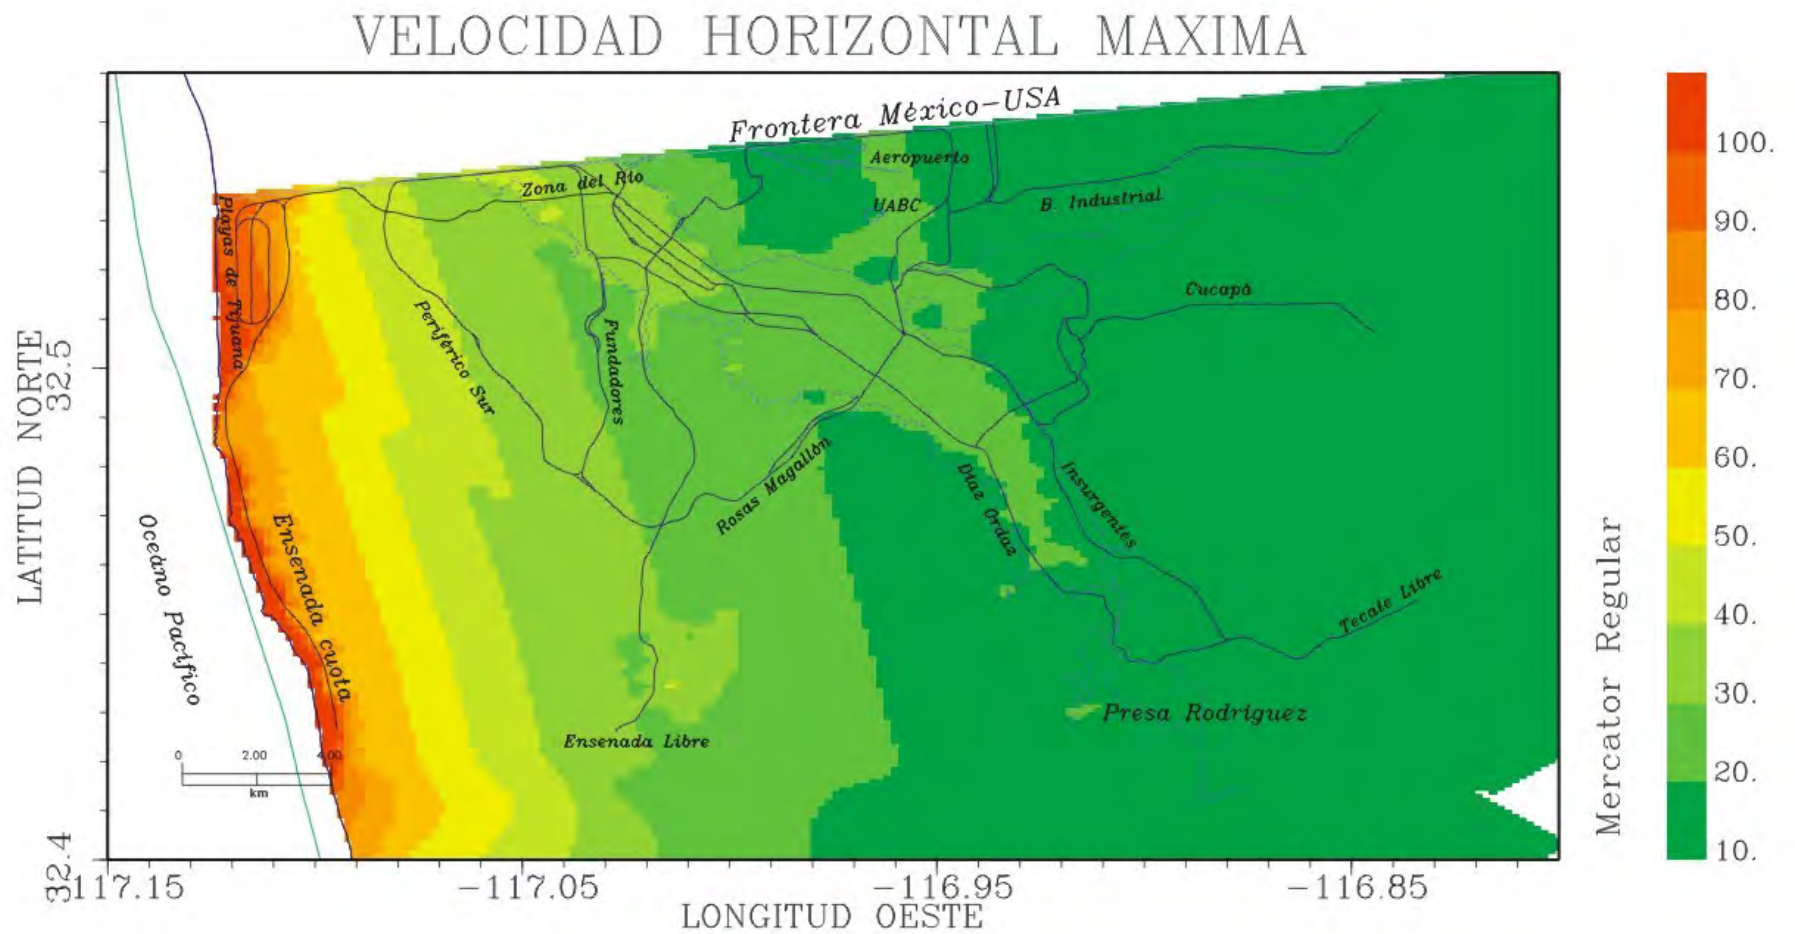 VELOCIDAD HORIZONTAL MAXIMA
Frontera México-USA
Aeropuerto
Zona del Río
UABC
B. Industrial
Playas de Tijuana
Cucapá
Periférico Sur
Fundadores
Rosas Magallón
Díaz Ordaz
Insurgentes
Ensenada cuota
Océano Pacífico
Tecate Libre
Presa Rodríguez
Ensenada Libre
0 2.00 4.00
km
LATITUD NORTE
32.5
32.4
117.15 -117.05 -116.95 -116.85
LONGITUD OESTE
Mercator Regular
100.
90.
80.
70.
60.
50.
40.
30.
20.
10.